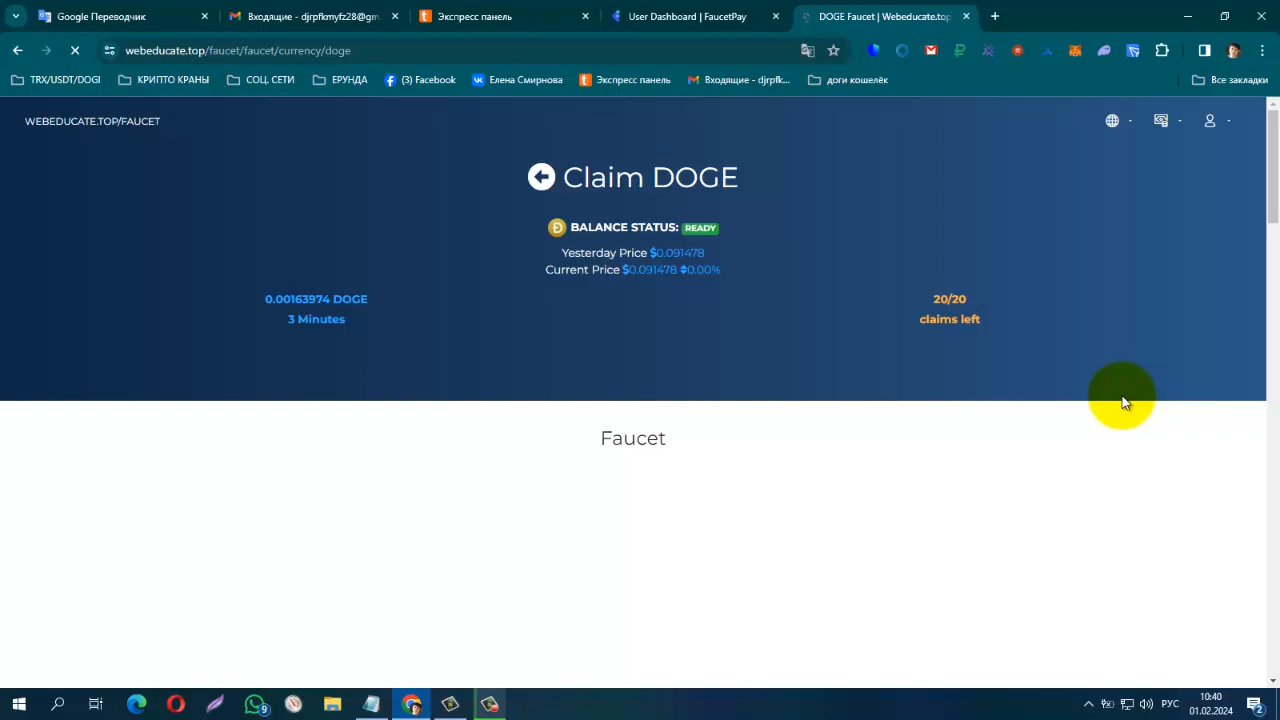 Google Переводчик
Входящие - djrpfkmyfz28@gm
Экспресс панель
User Dashboard | FaucetPay
DOGE Faucet | Webeducate.top
webeducate.top/faucet/faucet/currency/doge
TRX/USDT/DOGI
КРИПТО КРАНЫ
СОЦ. СЕТИ
ЕРУНДА
(3) Facebook
Елена Смирнова
Экспресс панель
Входящие - djrpfk...
доги кошелёк
Все закладки
WEBEDUCATE.TOP/FAUCET
Claim DOGE
BALANCE STATUS: READY
Yesterday Price $0.091478
Current Price $0.091478 0.00%
0.00163974 DOGE
3 Minutes
20/20
claims left
Faucet
9
РУС
10:40
01.02.2024
2